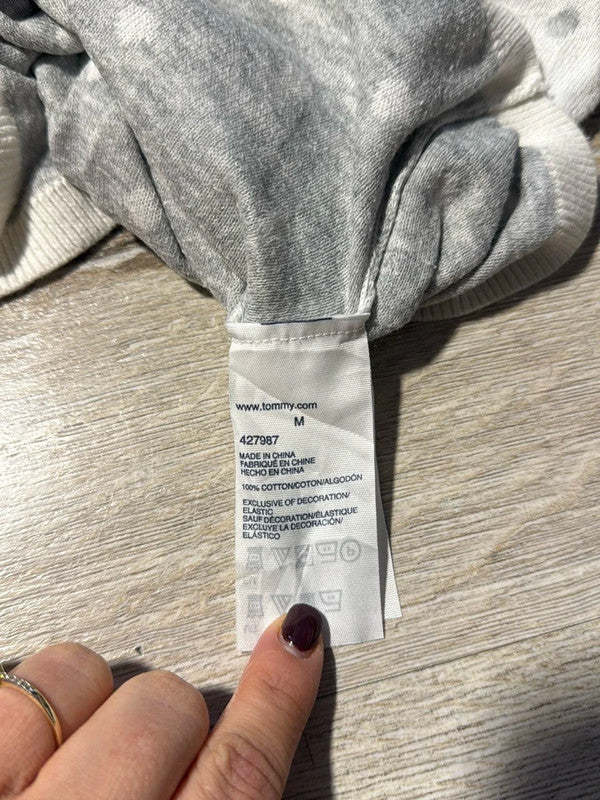 www.tommy.com
M
427987
MADE IN CHINA
FABRIQUÉ EN CHINE
HECHO EN CHINA
100% COTTON/COTON/ALGODÓN
EXCLUSIVE OF DECORATION/
ELASTIC
SAUF DÉCORATION/ÉLASTIQUE
EXCLUYE LA DECORACIÓN/
ELÁSTICO